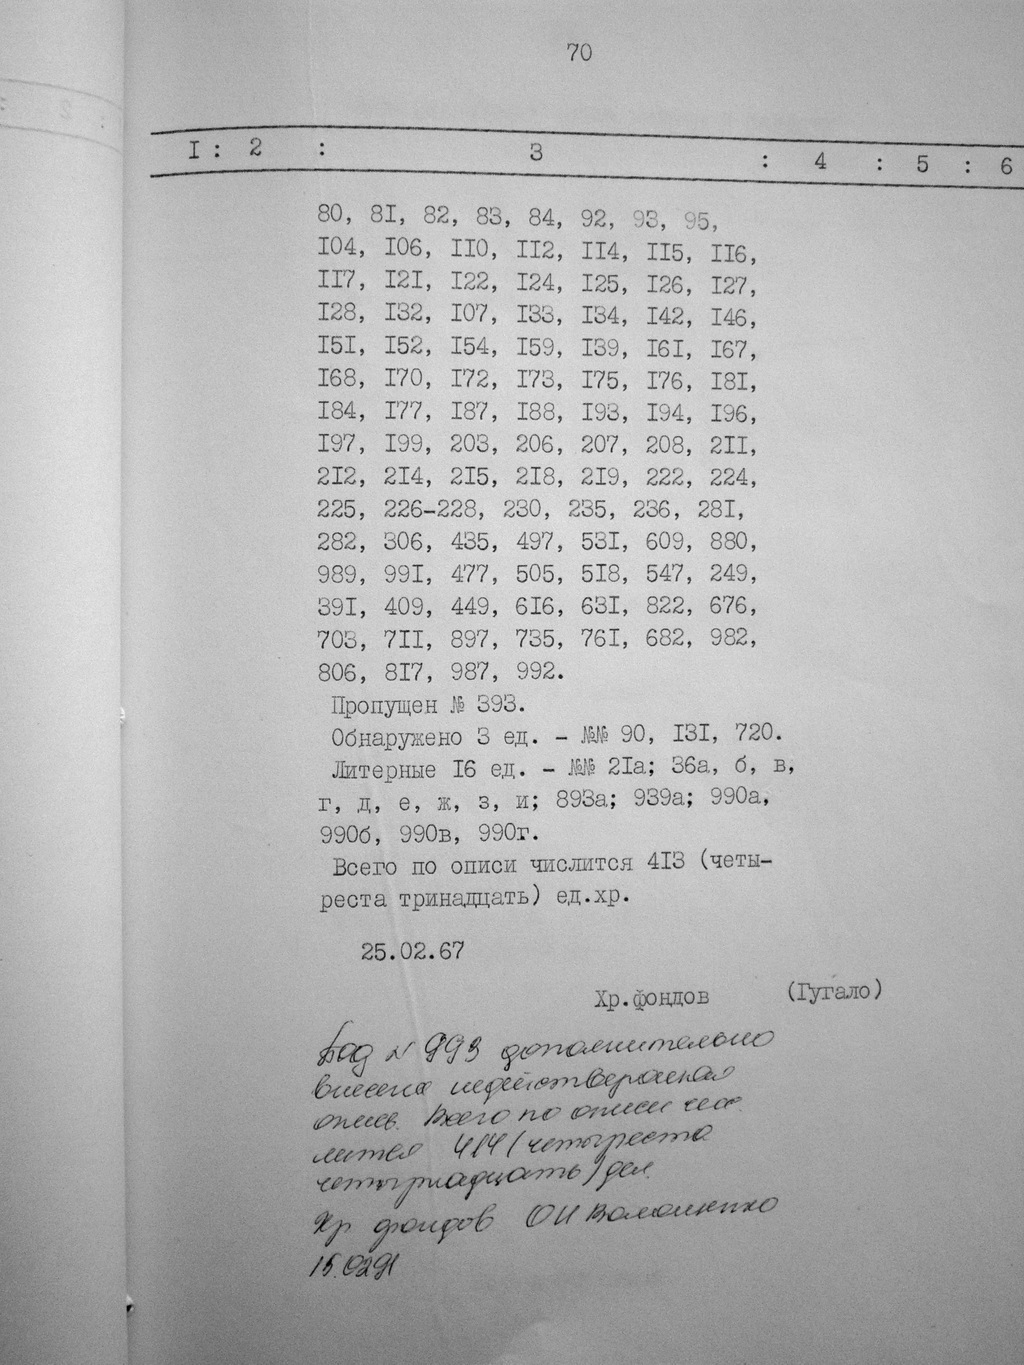 70
I : 2 : 3 : 4 : 5 : 6
80, 8I, 82, 83, 84, 92, 93, 95,
I04, I06, II0, II2, II4, II5, II6,
II7, I2I, I22, I24, I25, I26, I27,
I28, I32, I07, I33, I34, I42, I46,
I5I, I52, I54, I59, I39, I6I, I67,
I68, I70, I72, I73, I75, I76, I8I,
I84, I77, I87, I88, I93, I94, I96,
I97, I99, 203, 206, 207, 208, 2II,
2I2, 2I4, 2I5, 2I8, 2I9, 222, 224,
225, 226-228, 230, 235, 236, 28I,
282, 306, 435, 497, 53I, 609, 880,
989, 99I, 477, 505, 5I8, 547, 249,
39I, 409, 449, 6I6, 63I, 822, 676,
703, 7II, 897, 735, 76I, 682, 982,
806, 8I7, 987, 992.
Пропущен № 393.
Обнаружено 3 ед. - №№ 90, I3I, 720.
Литерные I6 ед. - №№ 2Iа; 36а, б, в,
г, д, е, ж, з, и; 893а; 939а; 990а,
990б, 990в, 990г.
Всего по описи числится 4I3 (четы-
реста тринадцать) ед.хр.
25.02.67
Хр.фондов (Гугало)
Под № 993 дополнительно
внесена недействероятная
опись. Всего по описи чис
лится 414 (четыреста
четырнадцать) дел.
Хр фондов ОИ
15.02.91